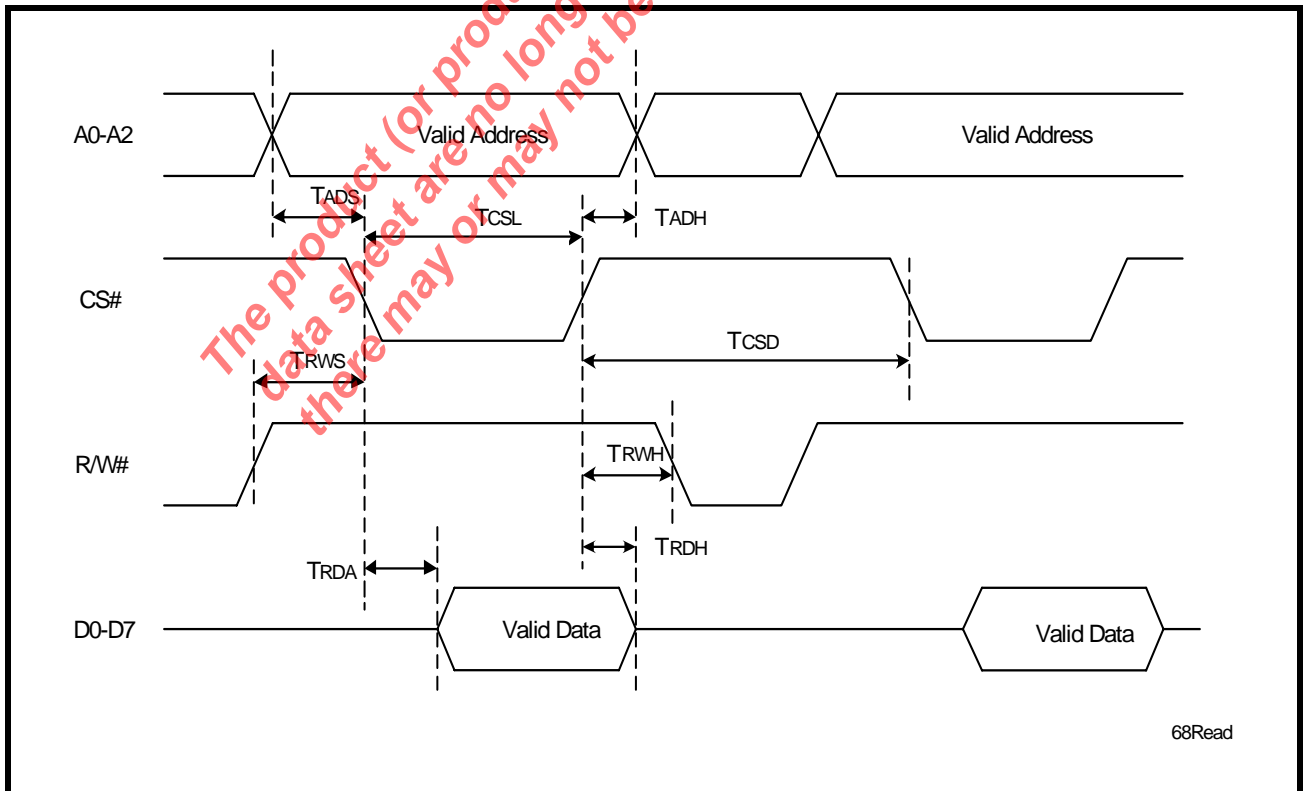 The product (or produc
data sheet are no long
there may or may not be
A0-A2
Valid Address
Valid Address
TADS
TCSL
TADH
CS#
TCSD
TRWS
R/W#
TRWH
TRDH
TRDA
D0-D7
Valid Data
Valid Data
68Read